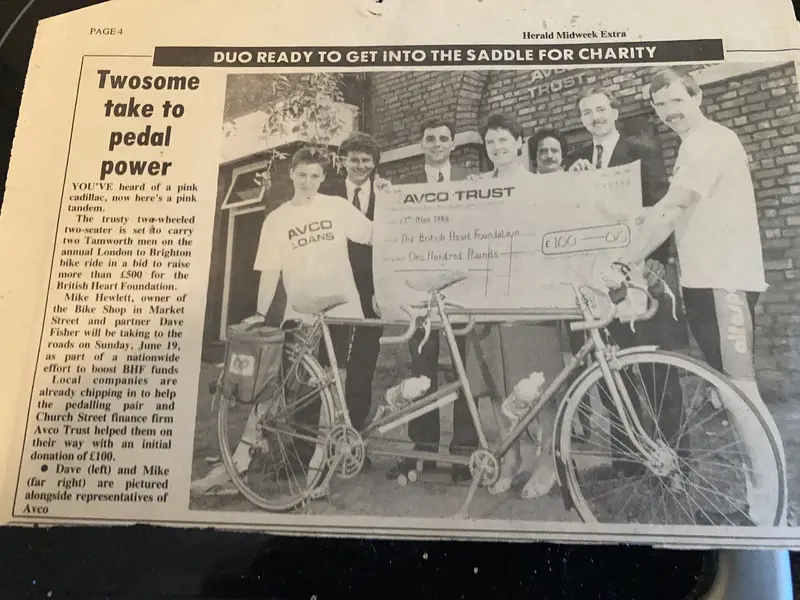 PAGE 4
Herald Midweek Extra
DUO READY TO GET INTO THE SADDLE FOR CHARITY
Twosome
take to
pedal
power
YOU'VE heard of a pink
cadillac, now here's a pink
tandem.
The trusty two-wheeled
two-seater is set to carry
two Tamworth men on the
annual London to Brighton
bike ride in a bid to raise
more than £500 for the
British Heart Foundation.
Mike Hewlett, owner of
the Bike Shop in Market
Street and partner Dave
Fisher will be taking to the
roads on Sunday, June 19,
as part of a nationwide
effort to boost BHF funds
Local companies are
already chipping in to help
the pedalling pair and
Church Street finance firm
Avco Trust helped them on
their way with an initial
donation of £100.
● Dave (left) and Mike
(far right) are pictured
alongside representatives of
Avco
AVCO
TRUST
AVCO TRUST
17th May 1988
The British Heart Foundation
£100—00
One Hundred Pounds
AVCO
LOANS